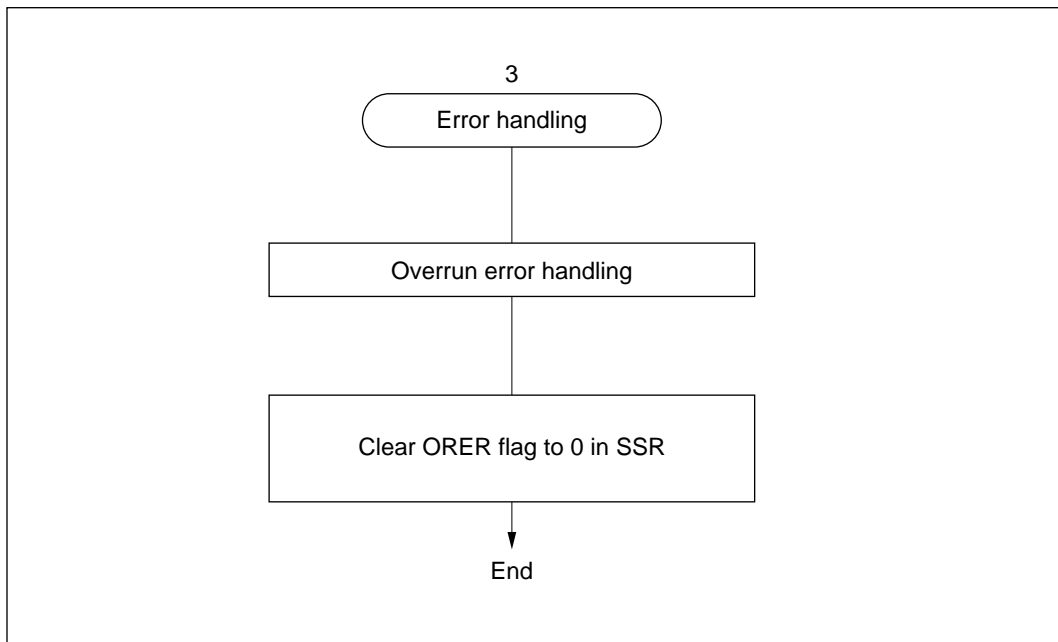 3
Error handling
Overrun error handling
Clear ORER flag to 0 in SSR
End